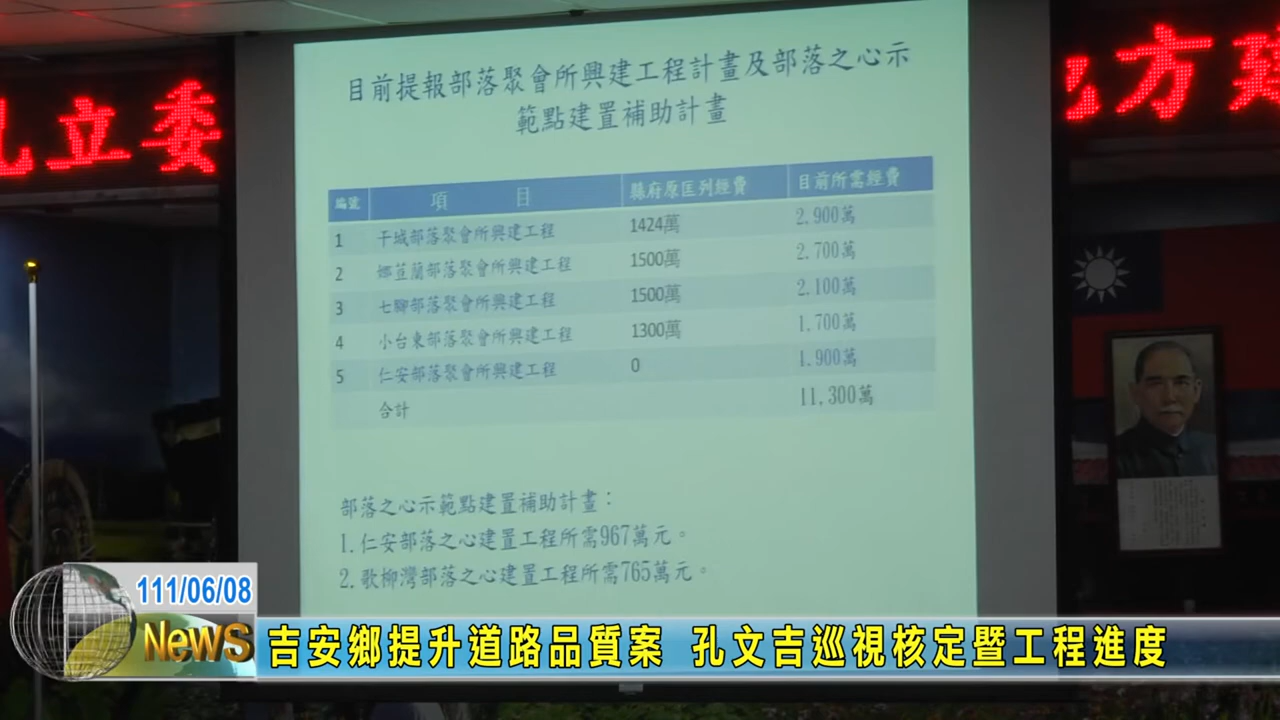 孔立委
方建
目前提報部落聚會所興建工程計畫及部落之心示
範點建置補助計畫
編號 項 目 縣府原匡列經費 目前所需經費
1 干城部落聚會所興建工程 1424萬 2,900萬
2 娜荳蘭部落聚會所興建工程 1500萬 2,700萬
3 七腳部落聚會所興建工程 1500萬 2,100萬
4 小台東部落聚會所興建工程 1300萬 1,700萬
5 仁安部落聚會所興建工程 0 1,900萬
合計 11,300萬
部落之心示範點建置補助計畫：
1.仁安部落之心建置工程所需967萬元。
2.歌柳灣部落之心建置工程所需765萬元。
111/06/08
NewS
吉安鄉提升道路品質案 孔文吉巡視核定暨工程進度